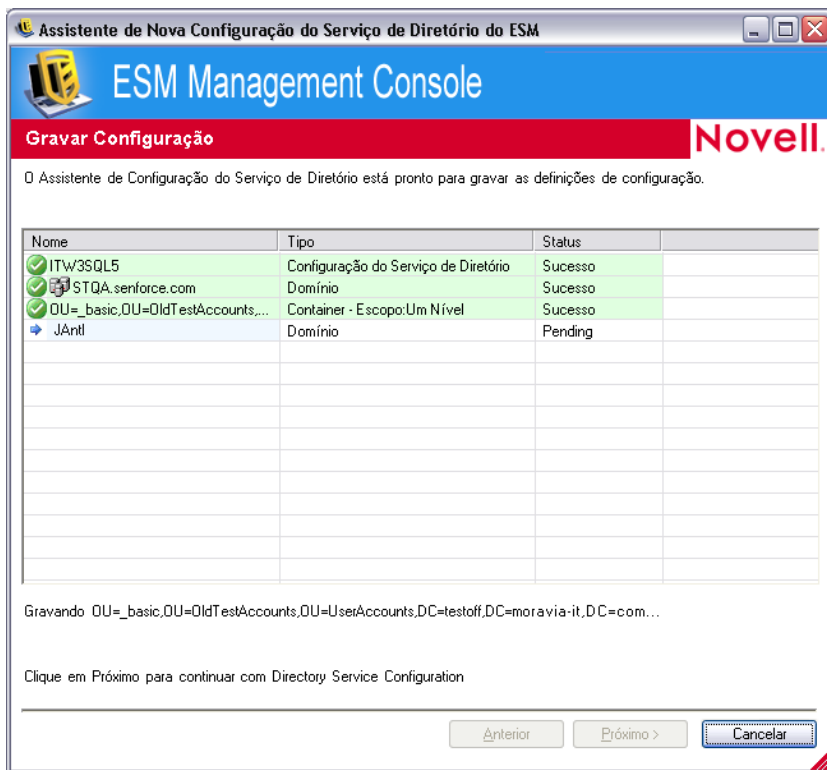 Assistente de Nova Configuração do Serviço de Diretório do ESM
ESM Management Console
Gravar Configuração
Novell.
O Assistente de Configuração do Serviço de Diretório está pronto para gravar as definições de configuração.
Nome Tipo Status
ITW3SQL5 Configuração do Serviço de Diretório Sucesso
STQA.senforce.com Domínio Sucesso
OU=_basic,OU=OldTestAccounts,... Container - Escopo:Um Nível Sucesso
JAntl Domínio Pending
Gravando OU=_basic,OU=OldTestAccounts,OU=UserAccounts,DC=testoff,DC=moravia-it,DC=com...
Clique em Próximo para continuar com Directory Service Configuration
Anterior Próximo > Cancelar